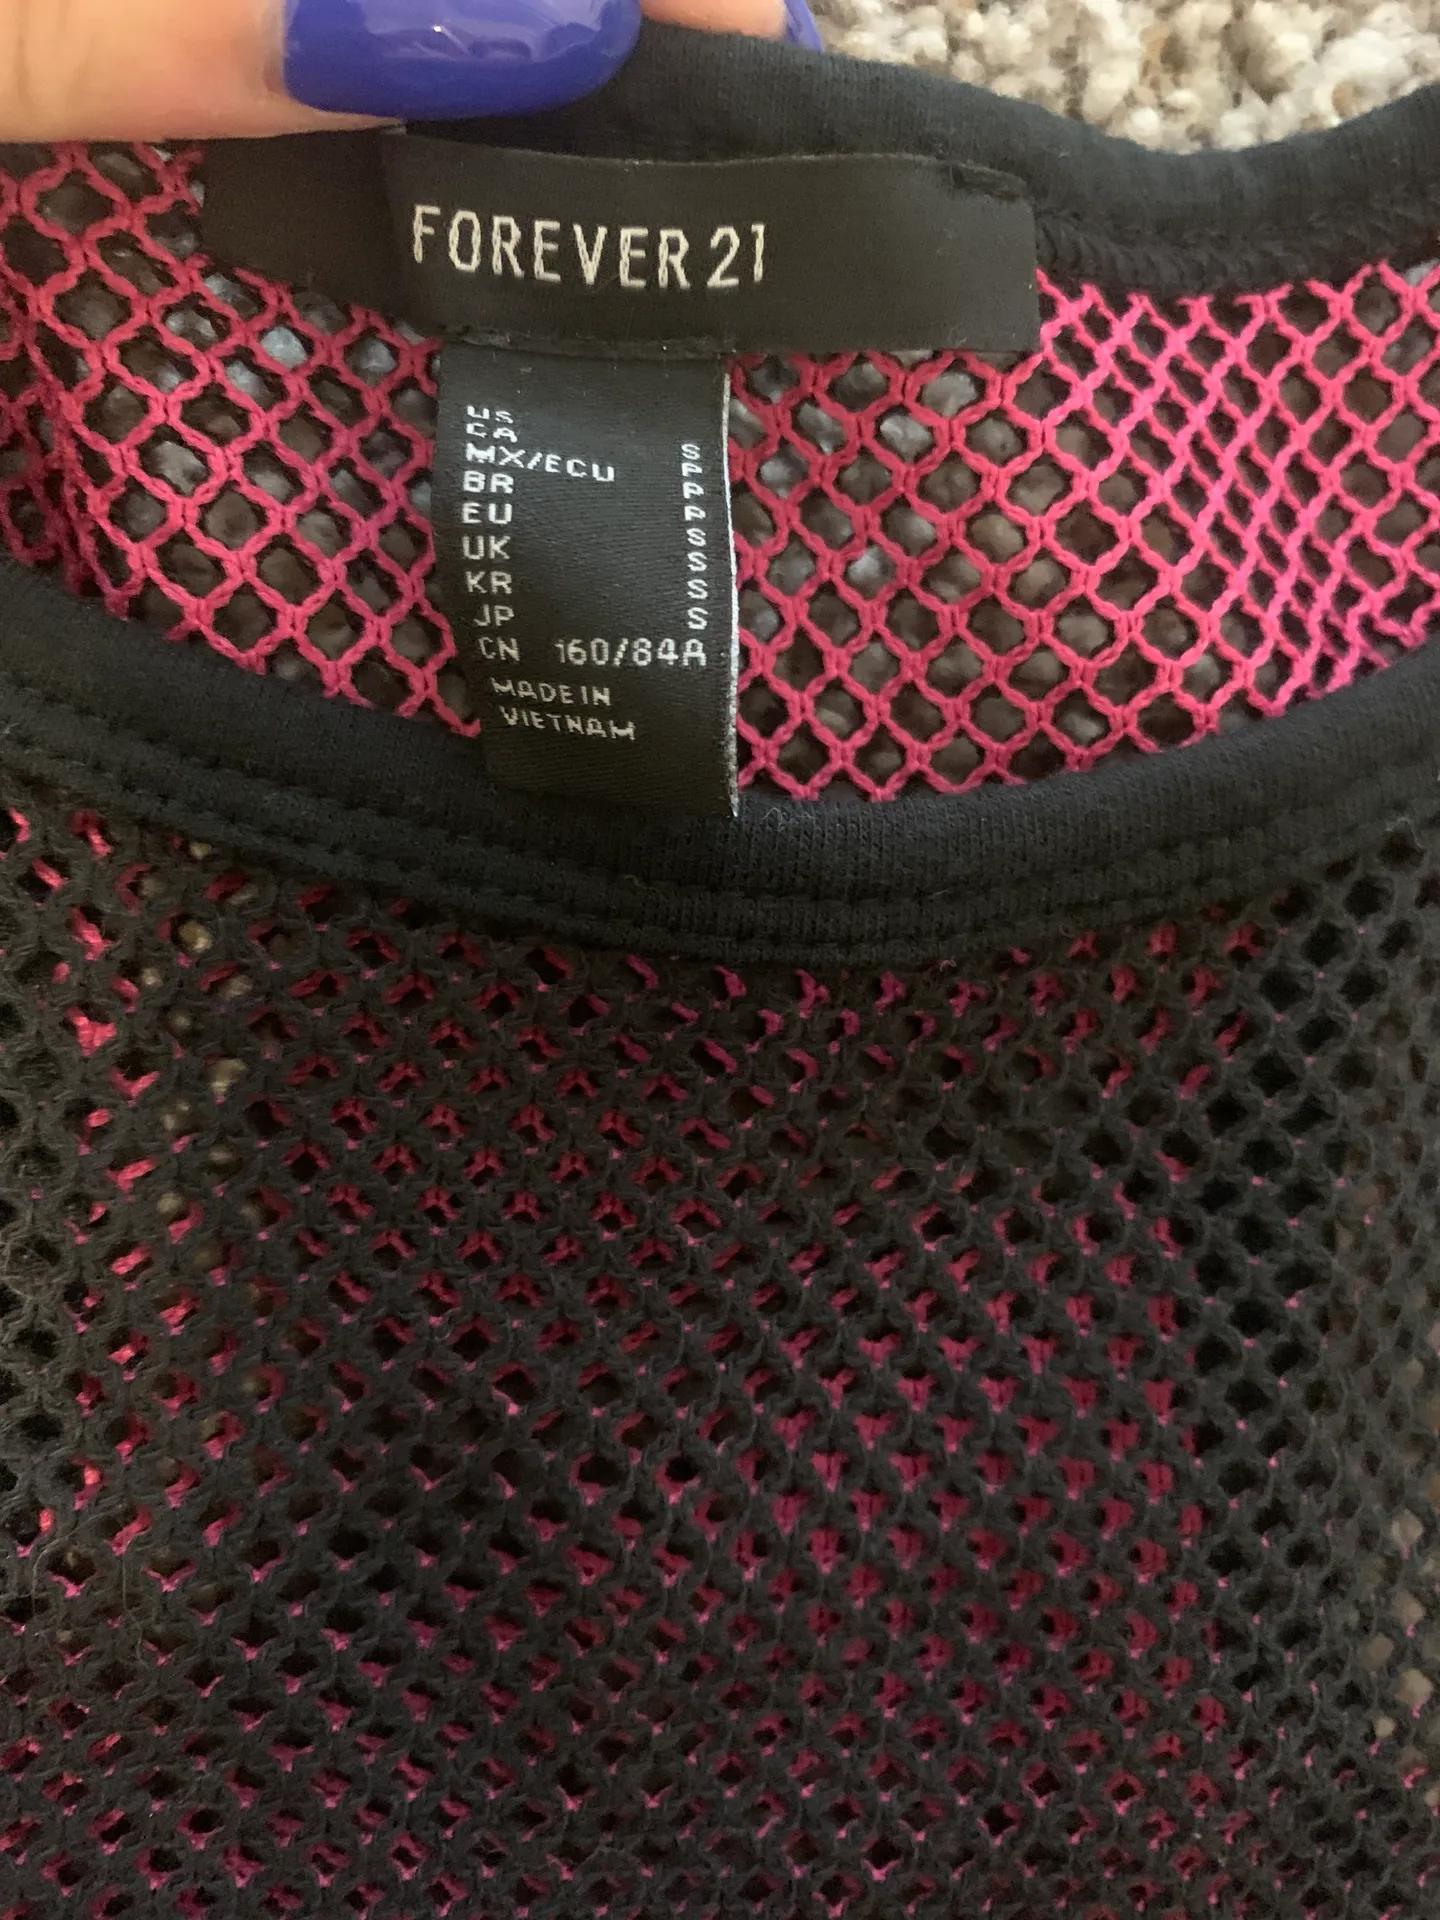 FOREVER 21
US S
CA P
MX/ECU P
BR P
EU S
UK S
KR S
JP S
CN 160/84A
MADE IN
VIETNAM